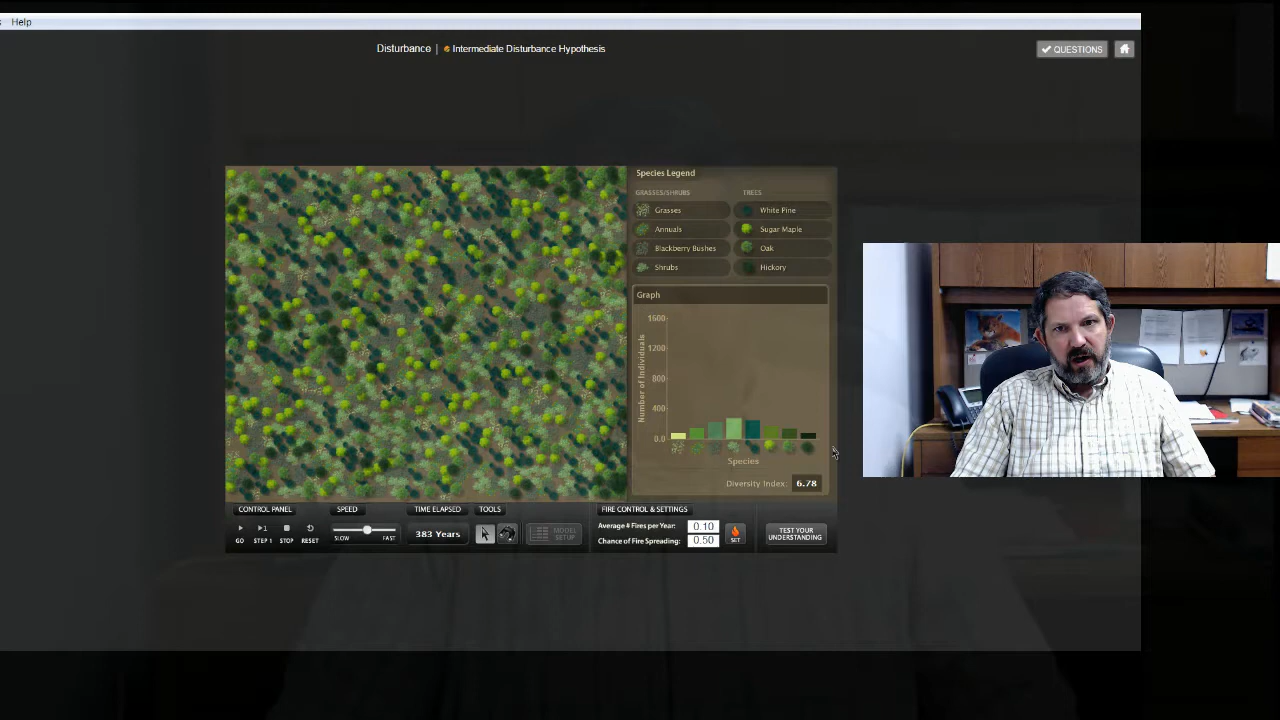 Help
Disturbance | Intermediate Disturbance Hypothesis
QUESTIONS
Species Legend
GRASSES/SHRUBS TREES
Grasses White Pine
Annuals Sugar Maple
Blackberry Bushes Oak
Shrubs Hickory
Graph
Number of Individuals
1600
1200
800
400
0.0
Species
Diversity Index: 6.78
CONTROL PANEL SPEED TIME ELAPSED TOOLS FIRE CONTROL & SETTINGS
GO STEP 1 STOP RESET
SLOW FAST
383 Years
MODEL
SETUP
Average # Fires per Year: 0.10
Chance of Fire Spreading: 0.50
SET
TEST YOUR
UNDERSTANDING